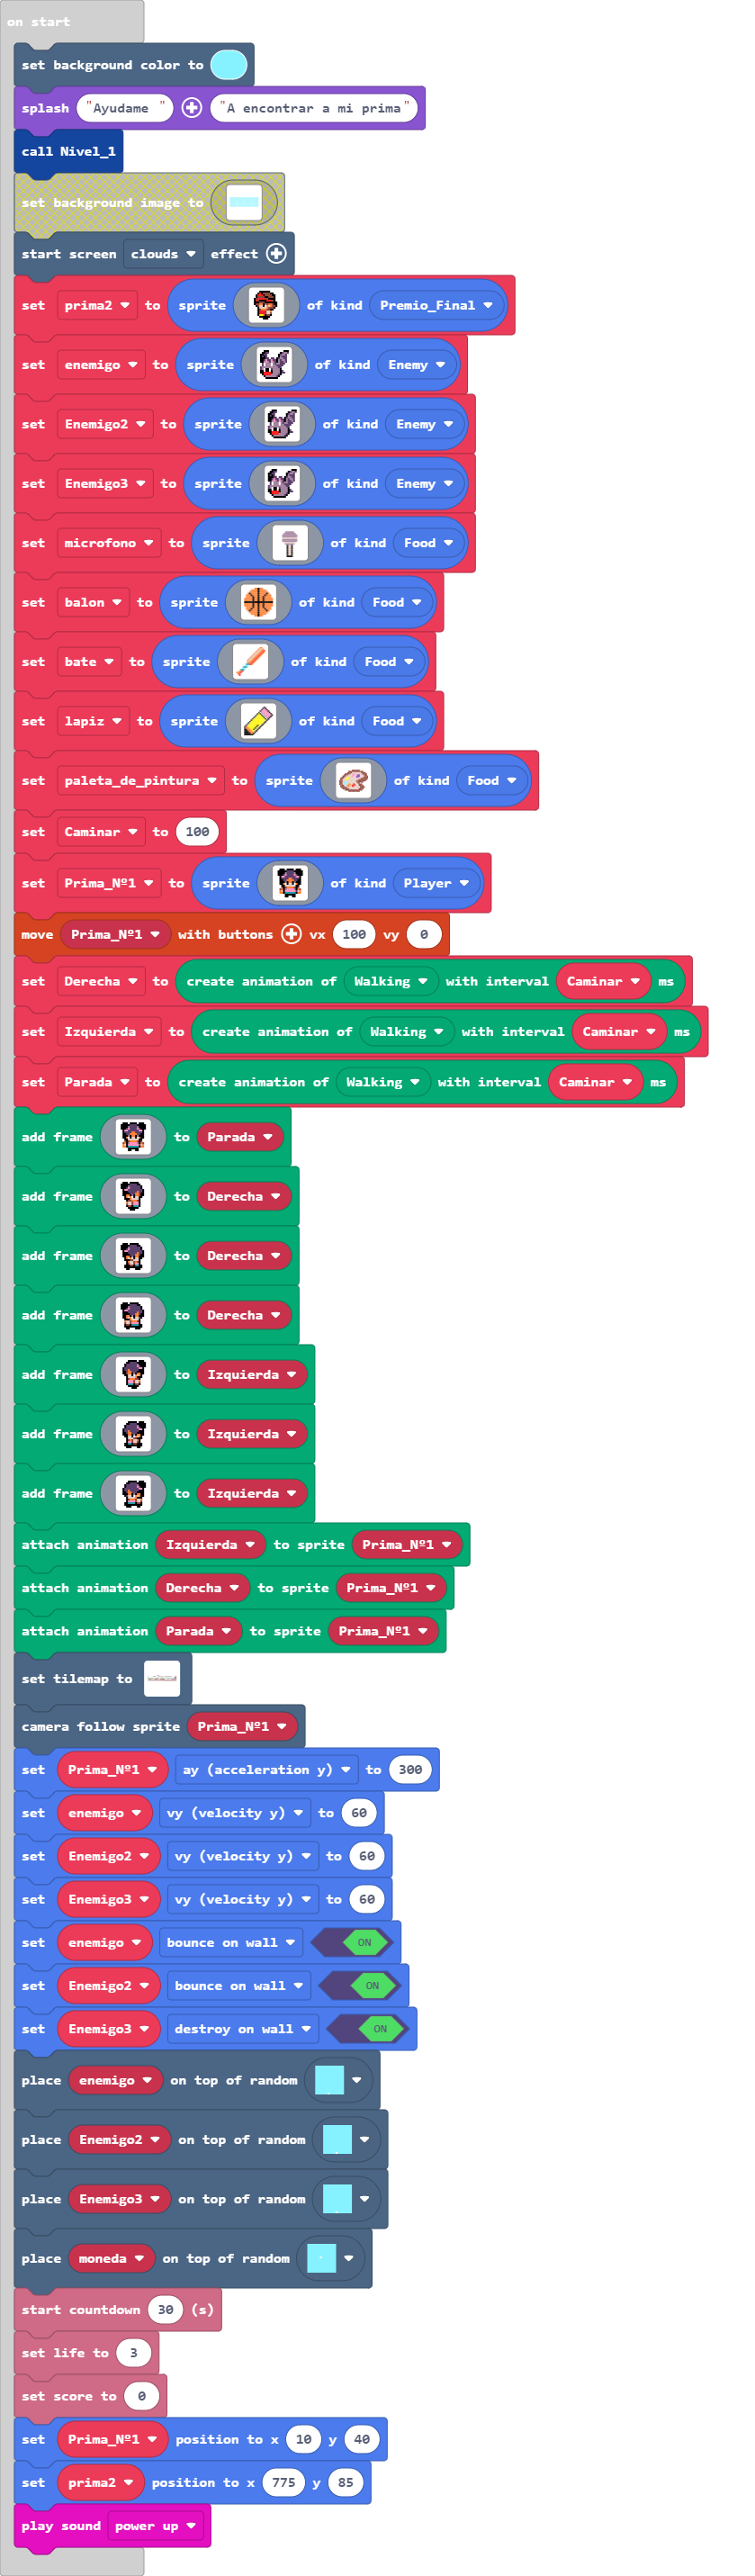 on start
set background color to
splash "Ayudame " "A encontrar a mi prima"
call Nivel_1
set background image to
start screen clouds effect
set prima2 to sprite of kind Premio_Final
set enemigo to sprite of kind Enemy
set Enemigo2 to sprite of kind Enemy
set Enemigo3 to sprite of kind Enemy
set microfono to sprite of kind Food
set balon to sprite of kind Food
set bate to sprite of kind Food
set lapiz to sprite of kind Food
set paleta_de_pintura to sprite of kind Food
set Caminar to 100
set Prima_Nº1 to sprite of kind Player
move Prima_Nº1 with buttons vx 100 vy 0
set Derecha to create animation of Walking with interval Caminar ms
set Izquierda to create animation of Walking with interval Caminar ms
set Parada to create animation of Walking with interval Caminar ms
add frame to Parada
add frame to Derecha
add frame to Derecha
add frame to Derecha
add frame to Izquierda
add frame to Izquierda
add frame to Izquierda
attach animation Izquierda to sprite Prima_Nº1
attach animation Derecha to sprite Prima_Nº1
attach animation Parada to sprite Prima_Nº1
set tilemap to
camera follow sprite Prima_Nº1
set Prima_Nº1 ay (acceleration y) to 300
set enemigo vy (velocity y) to 60
set Enemigo2 vy (velocity y) to 60
set Enemigo3 vy (velocity y) to 60
set enemigo bounce on wall ON
set Enemigo2 bounce on wall ON
set Enemigo3 destroy on wall ON
place enemigo on top of random
place Enemigo2 on top of random
place Enemigo3 on top of random
place moneda on top of random
start countdown 30 (s)
set life to 3
set score to 0
set Prima_Nº1 position to x 10 y 40
set prima2 position to x 775 y 85
play sound power up